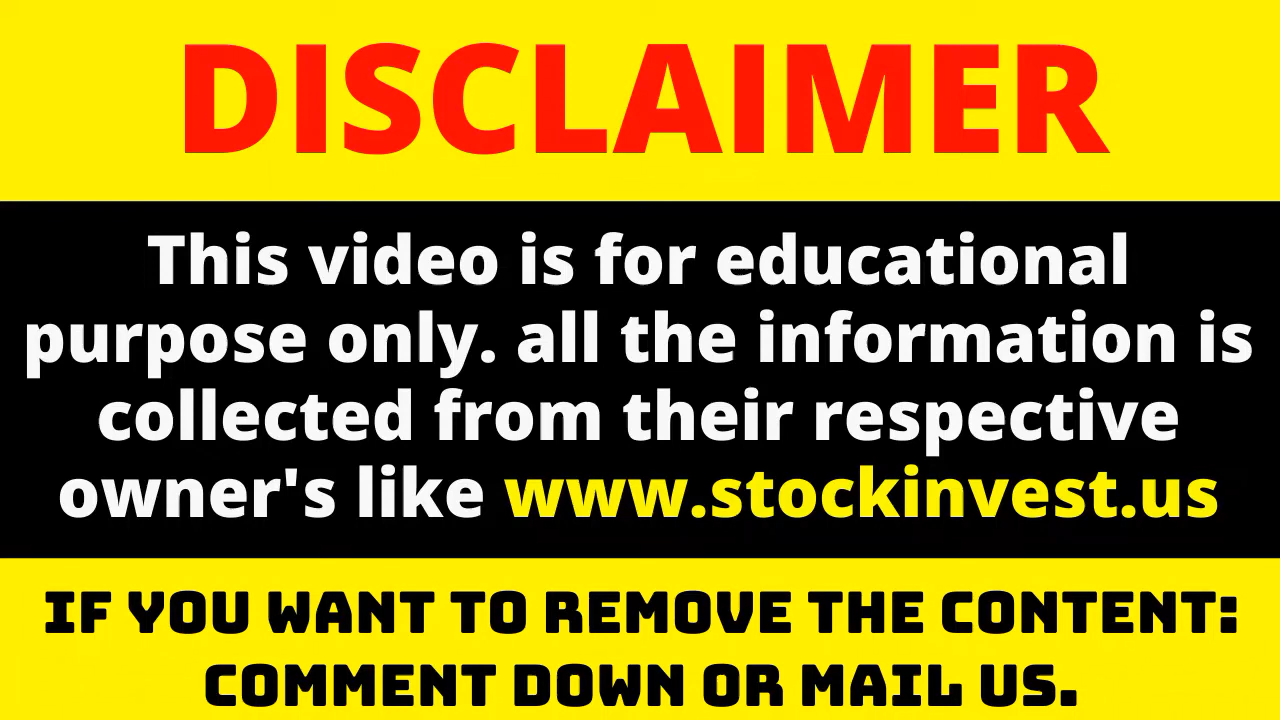 DISCLAIMER
This video is for educational
purpose only. all the information is
collected from their respective
owner's like www.stockinvest.us
IF YOU WANT TO REMOVE THE CONTENT:
COMMENT DOWN OR MAIL US.